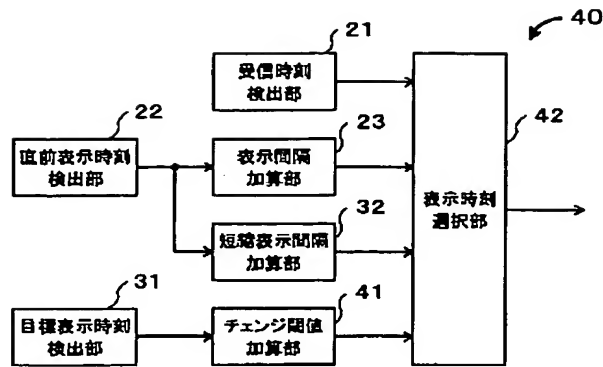 40
21
受信時刻
検出部
22
直前表示時刻
検出部
23
表示間隔
加算部
42
表示時刻
選択部
32
短縮表示間隔
加算部
31
目標表示時刻
検出部
41
チェンジ閾値
加算部